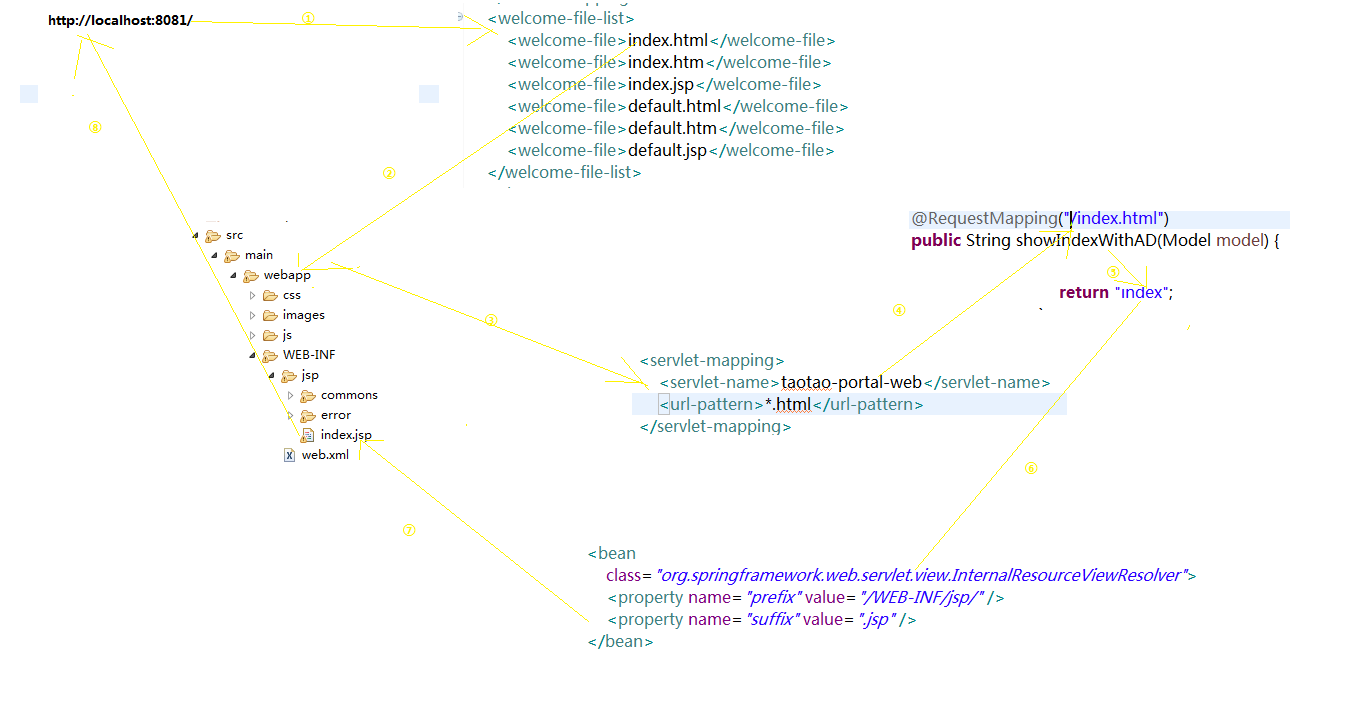 http://localhost:8081/
①
<welcome-file-list>
<welcome-file>index.html</welcome-file>
<welcome-file>index.htm</welcome-file>
<welcome-file>index.jsp</welcome-file>
<welcome-file>default.html</welcome-file>
<welcome-file>default.htm</welcome-file>
<welcome-file>default.jsp</welcome-file>
</welcome-file-list>
⑧
②
src
main
webapp
css
images
js
WEB-INF
jsp
commons
error
index.jsp
web.xml
③
<servlet-mapping>
<servlet-name>taotao-portal-web</servlet-name>
<url-pattern>*.html</url-pattern>
</servlet-mapping>
④
@RequestMapping("/index.html")
public String showIndexWithAD(Model model) {
⑤
return "index";
⑥
⑦
<bean
class="org.springframework.web.servlet.view.InternalResourceViewResolver">
<property name="prefix" value="/WEB-INF/jsp/" />
<property name="suffix" value=".jsp" />
</bean>